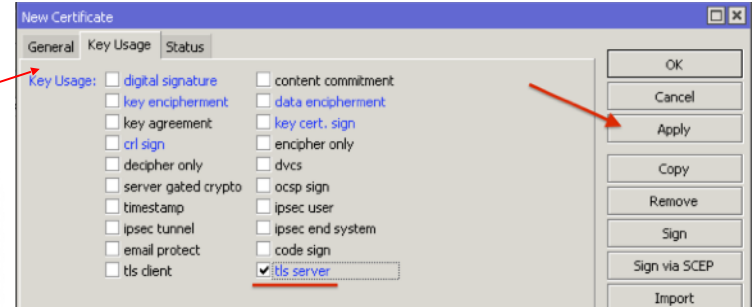 New Certificate
General Key Usage Status
Key Usage: digital signature content commitment
key encipherment data encipherment
key agreement key cert. sign
crl sign encipher only
decipher only dvcs
server gated crypto ocsp sign
timestamp ipsec user
ipsec tunnel ipsec end system
email protect code sign
tls client tls server
OK
Cancel
Apply
Copy
Remove
Sign
Sign via SCEP
Import